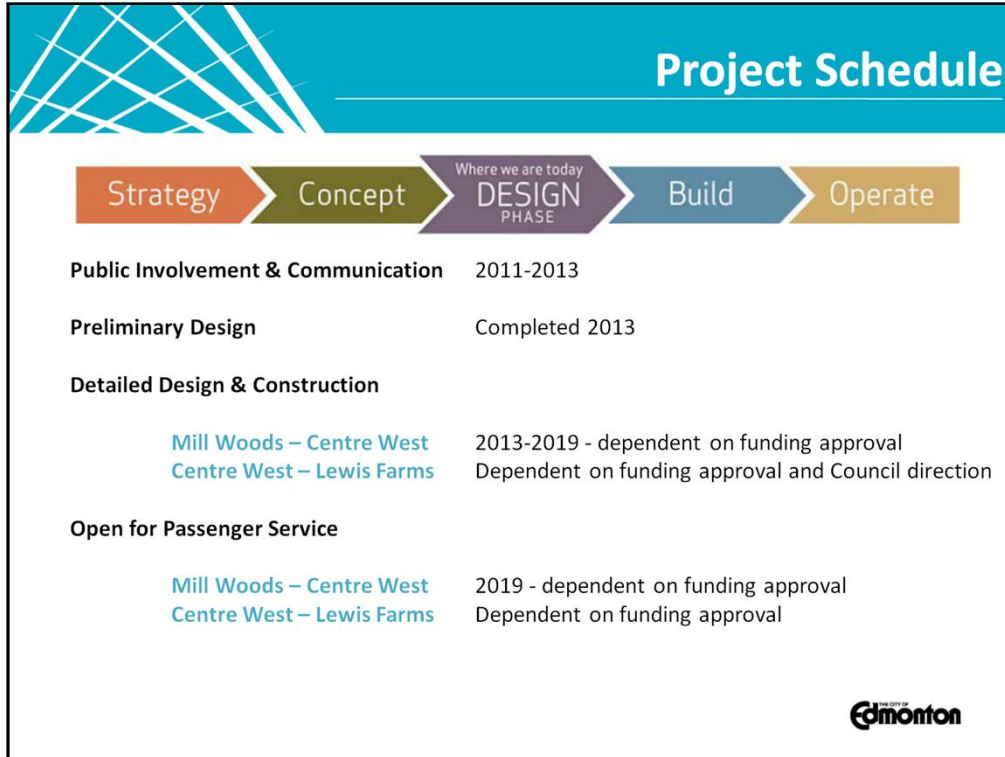 Project Schedule
Strategy
Concept
Where we are today
DESIGN
PHASE
Build
Operate
Public Involvement & Communication 2011-2013
Preliminary Design Completed 2013
Detailed Design & Construction
Mill Woods – Centre West 2013-2019 - dependent on funding approval
Centre West – Lewis Farms Dependent on funding approval and Council direction
Open for Passenger Service
Mill Woods – Centre West 2019 - dependent on funding approval
Centre West – Lewis Farms Dependent on funding approval
THE CITY OF
Edmonton